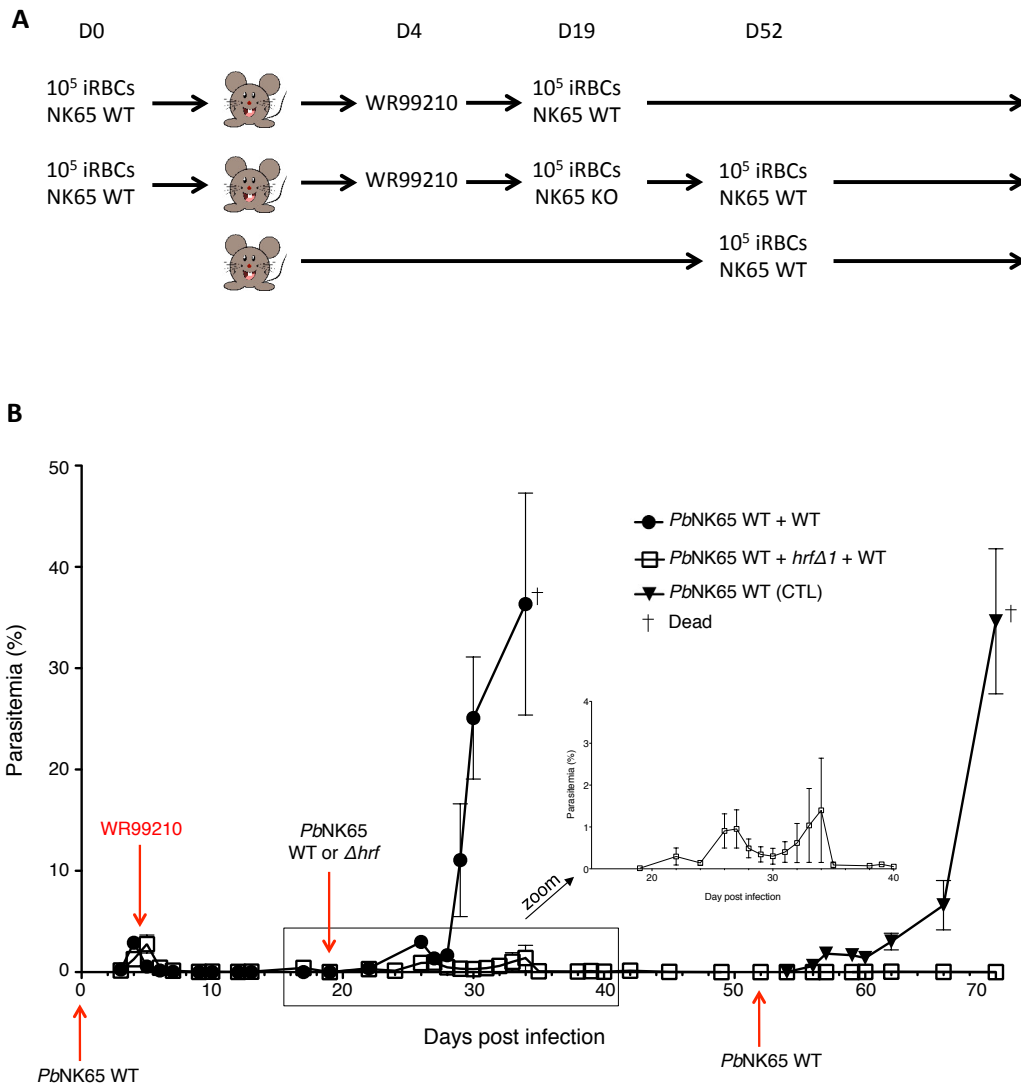 A
D0 D4 D19 D52
10⁵ iRBCs
NK65 WT
WR99210
10⁵ iRBCs
NK65 WT
10⁵ iRBCs
NK65 WT
WR99210
10⁵ iRBCs
NK65 KO
10⁵ iRBCs
NK65 WT
10⁵ iRBCs
NK65 WT
B
Parasitemia (%)
50
40
30
20
10
0
0 10 20 30 40 50 60 70
Days post infection
PbNK65 WT + WT
PbNK65 WT + hrfΔ1 + WT
PbNK65 WT (CTL)
† Dead
†
†
WR99210
PbNK65
WT or Δhrf
zoom
Parasitemia (%)
4
3
2
1
0
20 30 40
Day post infection
PbNK65 WT
PbNK65 WT